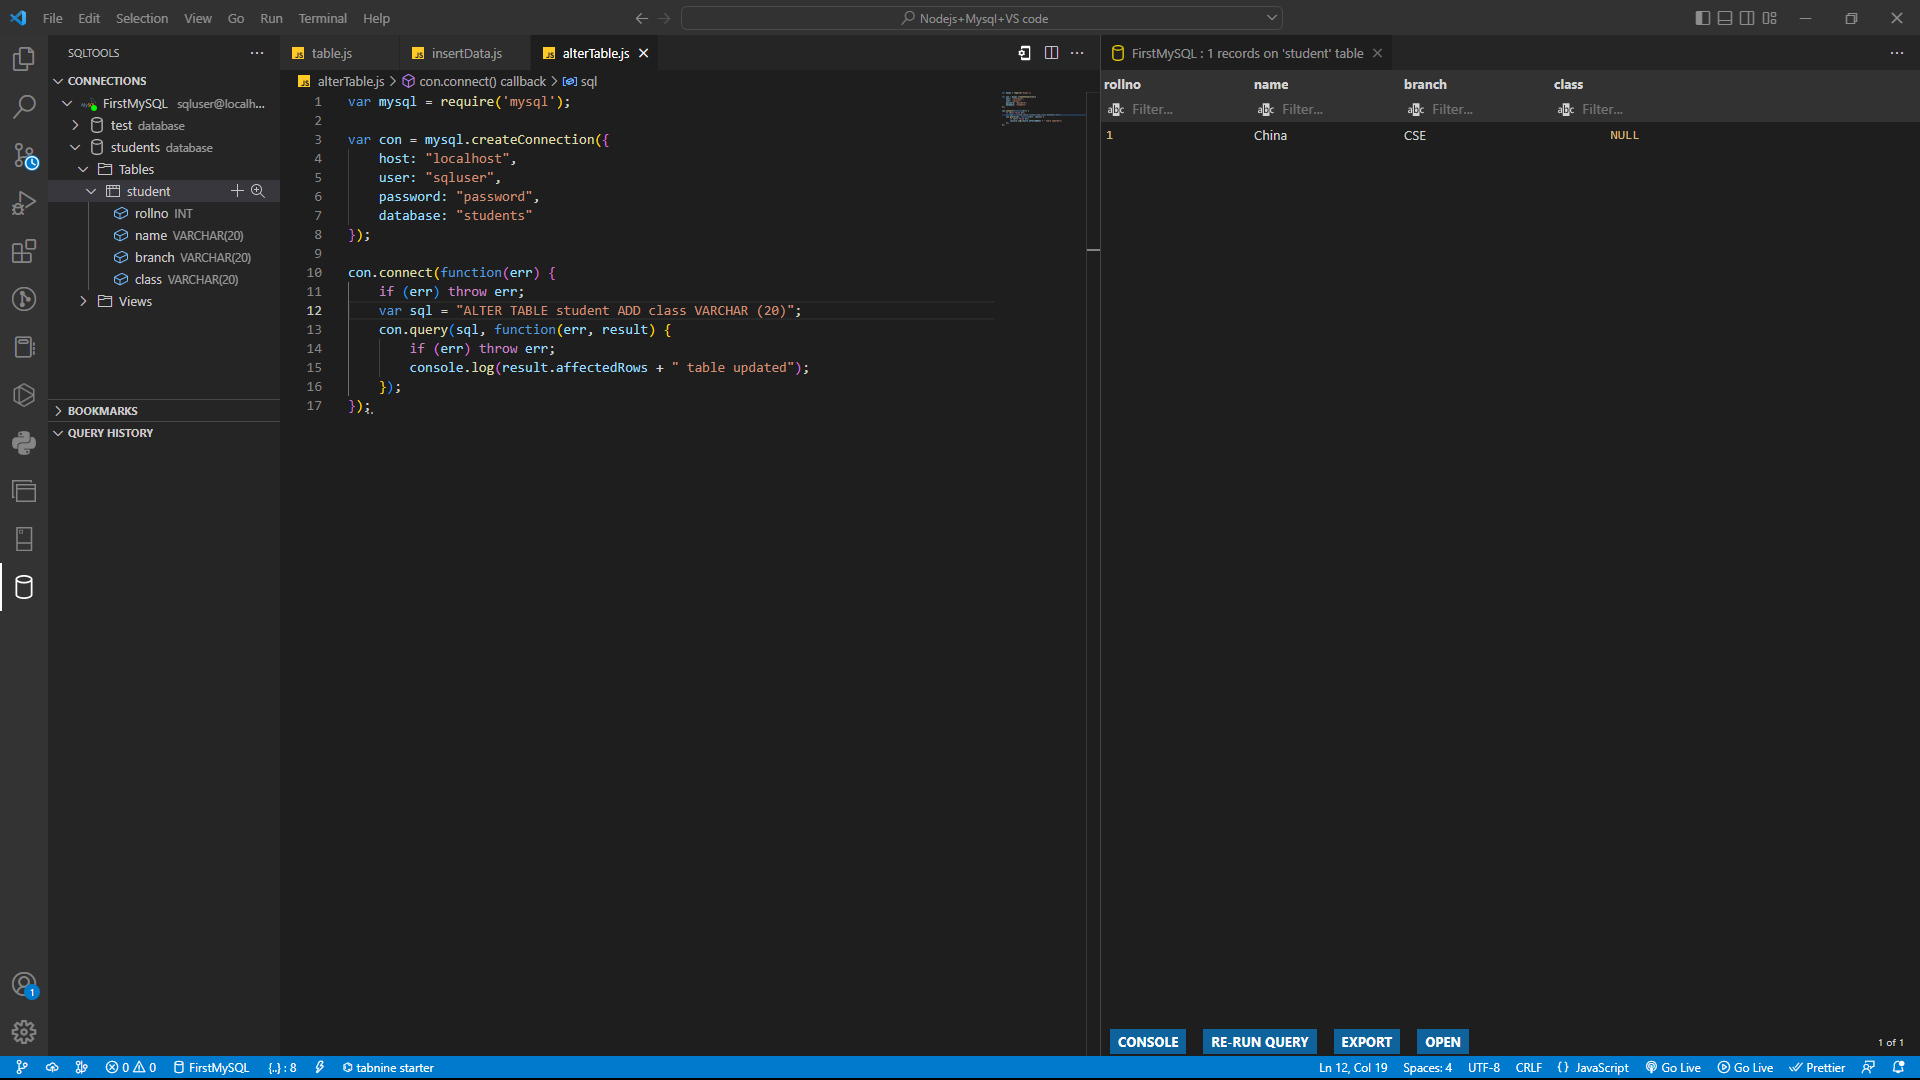 File Edit Selection View Go Run Terminal Help
Nodejs+Mysql+VS code
SQLTOOLS
CONNECTIONS
FirstMySQL sqluser@localh...
test database
students database
Tables
student
rollno INT
name VARCHAR(20)
branch VARCHAR(20)
class VARCHAR(20)
Views
BOOKMARKS
QUERY HISTORY
table.js insertData.js alterTable.js
alterTable.js > con.connect() callback > sql
1 var mysql = require('mysql');
2
3 var con = mysql.createConnection({
4 host: "localhost",
5 user: "sqluser",
6 password: "password",
7 database: "students"
8 });
9
10 con.connect(function(err) {
11 if (err) throw err;
12 var sql = "ALTER TABLE student ADD class VARCHAR (20)";
13 con.query(sql, function(err, result) {
14 if (err) throw err;
15 console.log(result.affectedRows + " table updated");
16 });
17 });
FirstMySQL : 1 records on 'student' table
rollno name branch class
Filter... Filter... Filter... Filter...
1 China CSE NULL
CONSOLE RE-RUN QUERY EXPORT OPEN
1 of 1
1
0 0 FirstMySQL {..} : 8 tabnine starter
Ln 12, Col 19 Spaces: 4 UTF-8 CRLF {} JavaScript Go Live Go Live Prettier